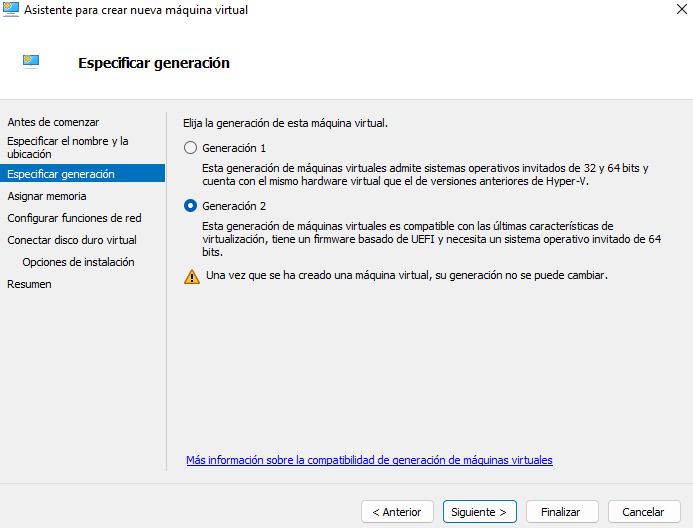 Asistente para crear nueva máquina virtual
Especificar generación
Antes de comenzar
Especificar el nombre y la
ubicación
Especificar generación
Asignar memoria
Configurar funciones de red
Conectar disco duro virtual
Opciones de instalación
Resumen
Elija la generación de esta máquina virtual.
Generación 1
Esta generación de máquinas virtuales admite sistemas operativos invitados de 32 y 64 bits y
cuenta con el mismo hardware virtual que el de versiones anteriores de Hyper-V.
Generación 2
Esta generación de máquinas virtuales es compatible con las últimas características de
virtualización, tiene un firmware basado de UEFI y necesita un sistema operativo invitado de 64
bits.
Una vez que se ha creado una máquina virtual, su generación no se puede cambiar.
Más información sobre la compatibilidad de generación de máquinas virtuales
< Anterior
Siguiente >
Finalizar
Cancelar